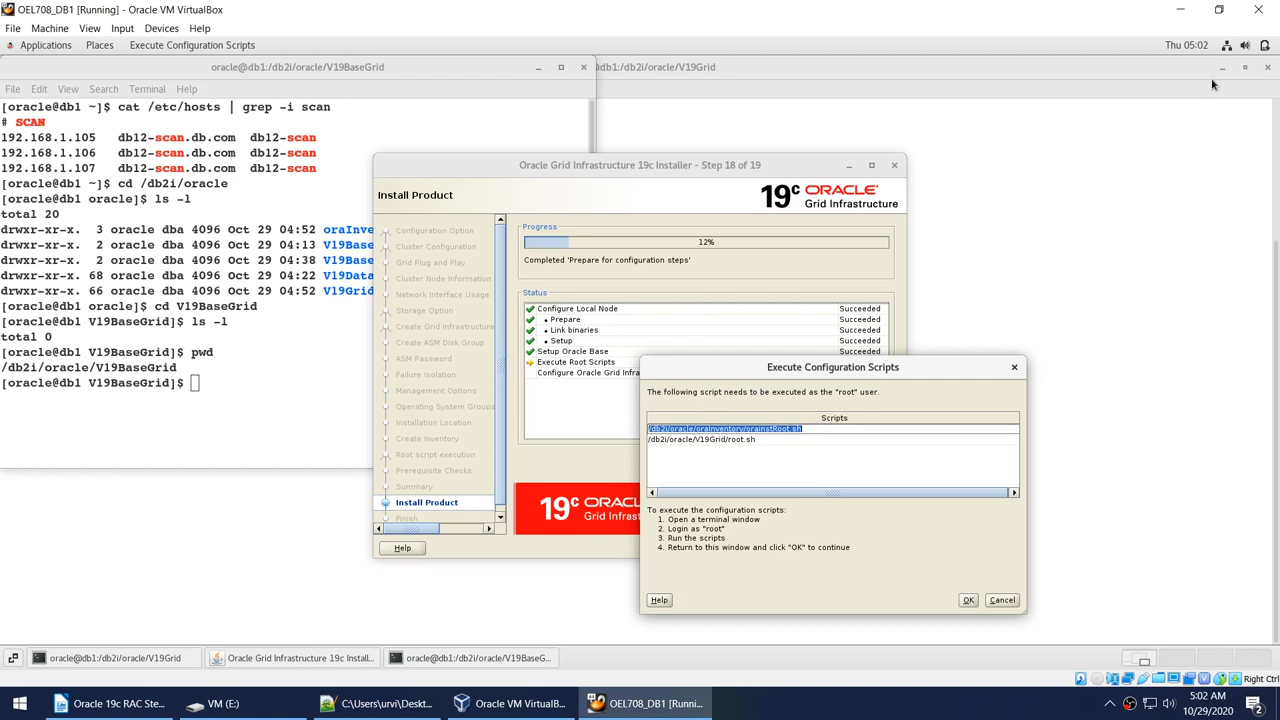 OEL708_DB1 [Running] - Oracle VM VirtualBox
File Machine View Input Devices Help
Applications Places Execute Configuration Scripts Thu 05:02
oracle@db1:/db2i/oracle/V19BaseGrid
@db1:/db2i/oracle/V19Grid
File Edit View Search Terminal Help
[oracle@db1 ~]$ cat /etc/hosts | grep -i scan
# SCAN
192.168.1.105 db12-scan.db.com db12-scan
192.168.1.106 db12-scan.db.com db12-scan
192.168.1.107 db12-scan.db.com db12-scan
[oracle@db1 ~]$ cd /db2i/oracle
[oracle@db1 oracle]$ ls -l
total 20
drwxr-xr-x. 3 oracle dba 4096 Oct 29 04:52 oraInve
drwxr-xr-x. 2 oracle dba 4096 Oct 29 04:13 V19Base
drwxr-xr-x. 2 oracle dba 4096 Oct 29 04:38 V19Base
drwxr-xr-x. 68 oracle dba 4096 Oct 29 04:22 V19Data
drwxr-xr-x. 66 oracle dba 4096 Oct 29 04:52 V19Grid
[oracle@db1 oracle]$ cd V19BaseGrid
[oracle@db1 V19BaseGrid]$ ls -l
total 0
[oracle@db1 V19BaseGrid]$ pwd
/db2i/oracle/V19BaseGrid
[oracle@db1 V19BaseGrid]$
Oracle Grid Infrastructure 19c Installer - Step 18 of 19
Install Product
19c ORACLE Grid Infrastructure
Configuration Option
Cluster Configuration
Grid Plug and Play
Cluster Node Information
Network Interface Usage
Storage Option
Create Grid Infrastructure
Create ASM Disk Group
ASM Password
Failure Isolation
Management Options
Operating System Groups
Installation Location
Create Inventory
Root script execution
Prerequisite Checks
Summary
Install Product
Finish
Progress
12%
Completed 'Prepare for configuration steps'
Status
Configure Local Node Succeeded
• Prepare Succeeded
• Link binaries Succeeded
• Setup Succeeded
Setup Oracle Base Succeeded
Execute Root Scripts
Configure Oracle Grid Infra
19c ORAC
Grid Infras
Help
Execute Configuration Scripts
The following script needs to be executed as the "root" user.
Scripts
/db2i/oracle/oraInventory/orainstRoot.sh
/db2i/oracle/V19Grid/root.sh
To execute the configuration scripts:
1. Open a terminal window
2. Login as "root"
3. Run the scripts
4. Return to this window and click "OK" to continue
Help OK Cancel
oracle@db1:/db2i/oracle/V19Grid Oracle Grid Infrastructure 19c Install... oracle@db1:/db2i/oracle/V19BaseG...
Right Ctrl
Oracle 19c RAC Ste... VM (E:) C:\Users\urvi\Deskt... Oracle VM VirtualB... OEL708_DB1 [Runni... 5:02 AM
10/29/2020
2